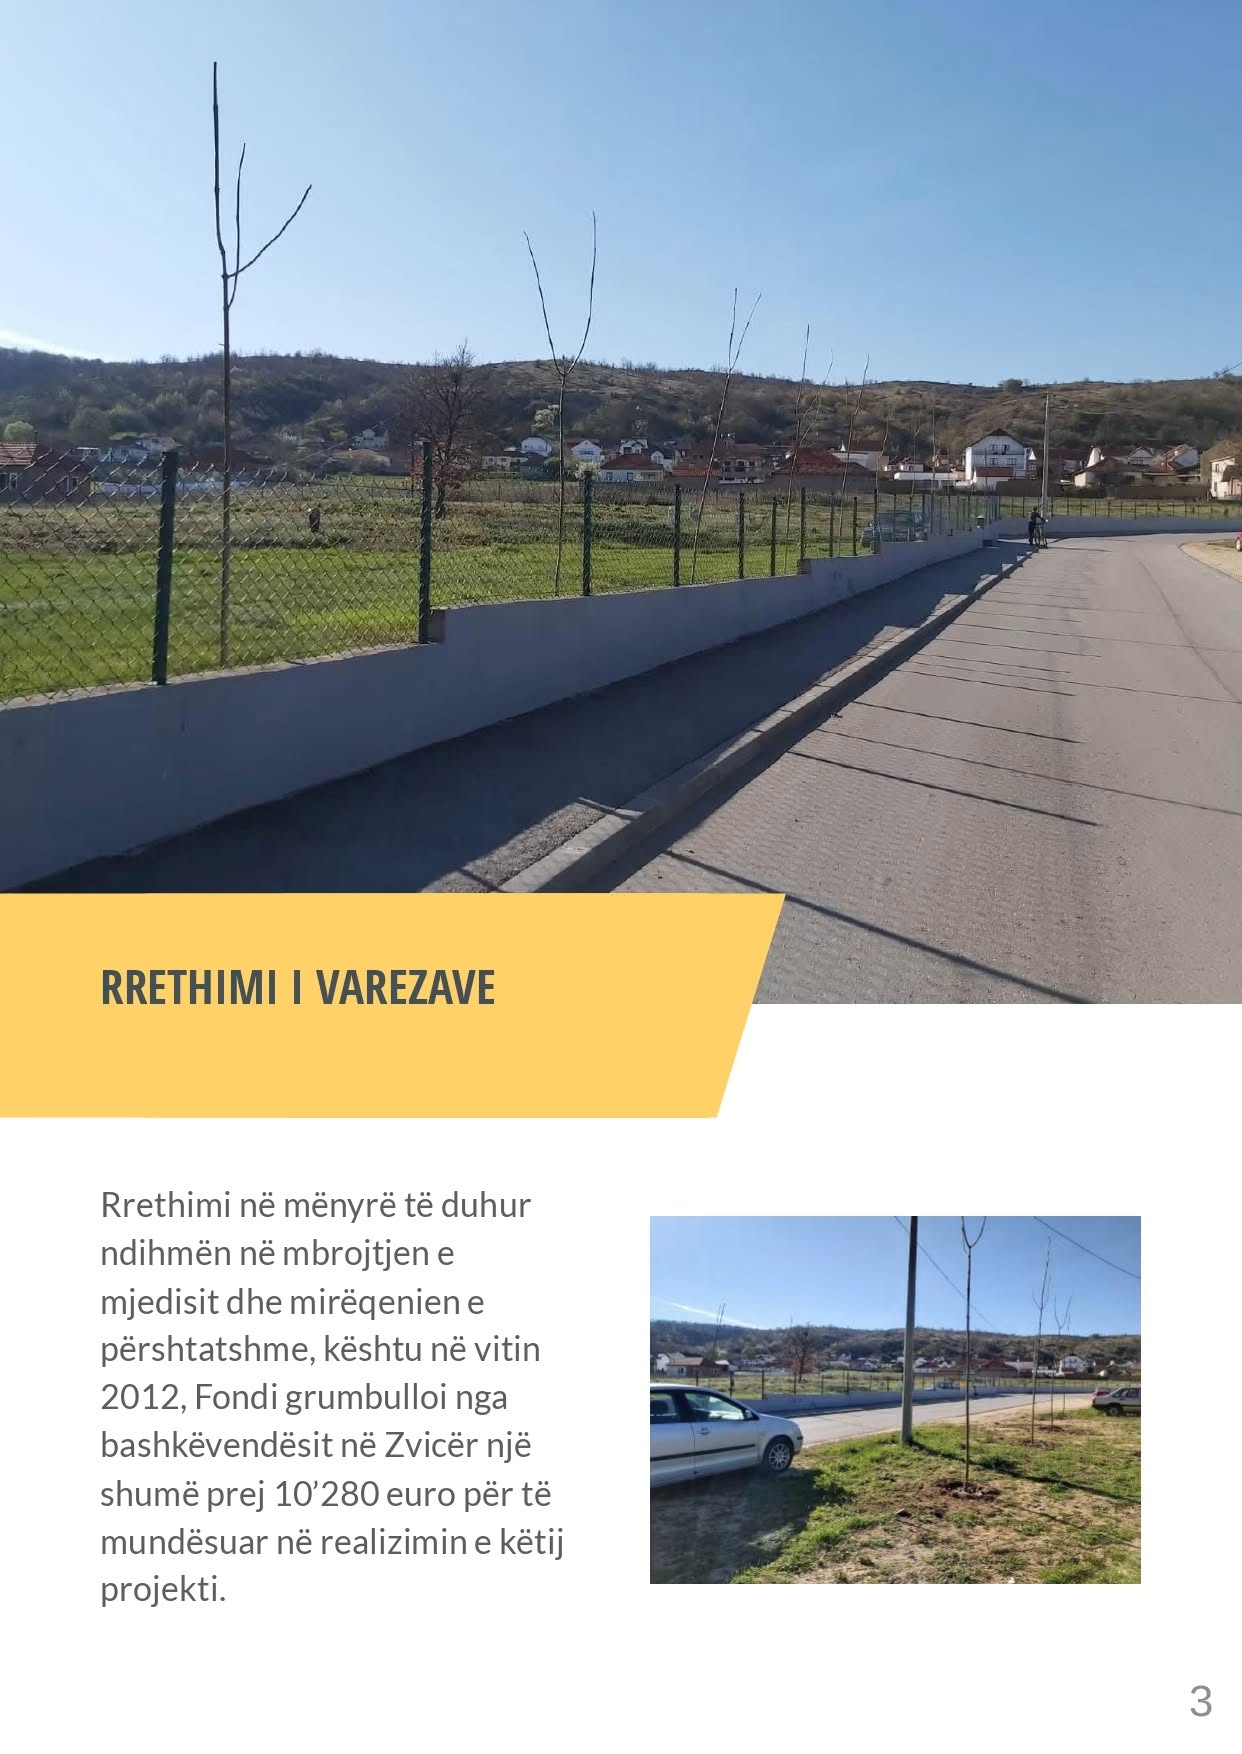 RRETHIMI I VAREZAVE
Rrethimi në mënyrë të duhur
ndihmën në mbrojtjen e
mjedisit dhe mirëqenien e
përshtatshme, kështu në vitin
2012, Fondi grumbulloi nga
bashkëvendësit në Zvicër një
shumë prej 10’280 euro për të
mundësuar në realizimin e këtij
projekti.
3